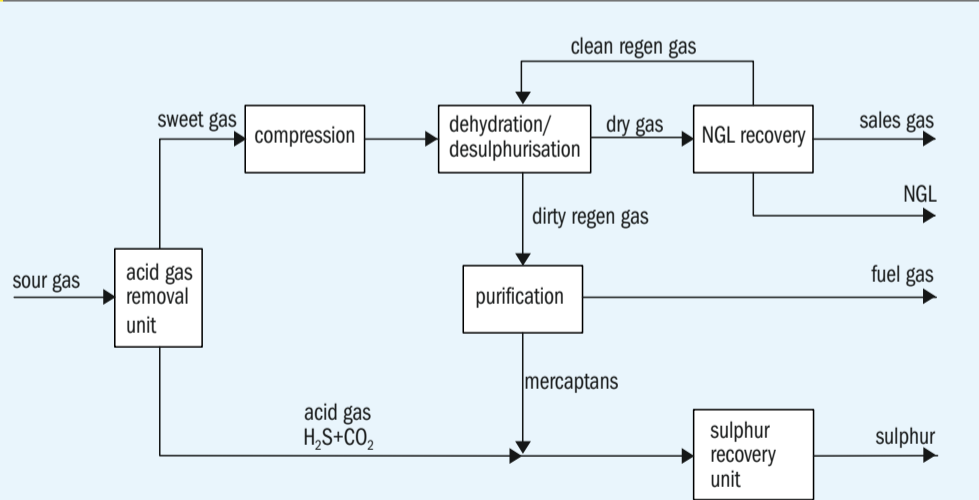 clean regen gas
sweet gas
compression
dehydration/
desulphurisation
dry gas
NGL recovery
sales gas
NGL
dirty regen gas
sour gas
acid gas
removal
unit
purification
fuel gas
mercaptans
acid gas
H₂S+CO₂
sulphur
recovery
unit
sulphur